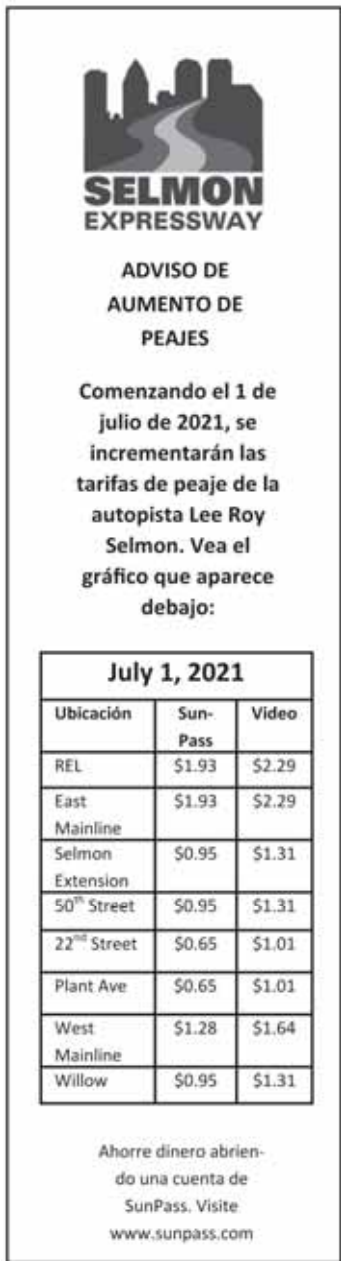 SELMON
EXPRESSWAY
ADVISO DE
AUMENTO DE
PEAJES
Comenzando el 1 de
julio de 2021, se
incrementarán las
tarifas de peaje de la
autopista Lee Roy
Selmon. Vea el
gráfico que aparece
debajo:
July 1, 2021
Ubicación Sun-Pass Video
REL $1.93 $2.29
East Mainline $1.93 $2.29
Selmon Extension $0.95 $1.31
50th Street $0.95 $1.31
22nd Street $0.65 $1.01
Plant Ave $0.65 $1.01
West Mainline $1.28 $1.64
Willow $0.95 $1.31
Ahorre dinero abrien-
do una cuenta de
SunPass. Visite
www.sunpass.com